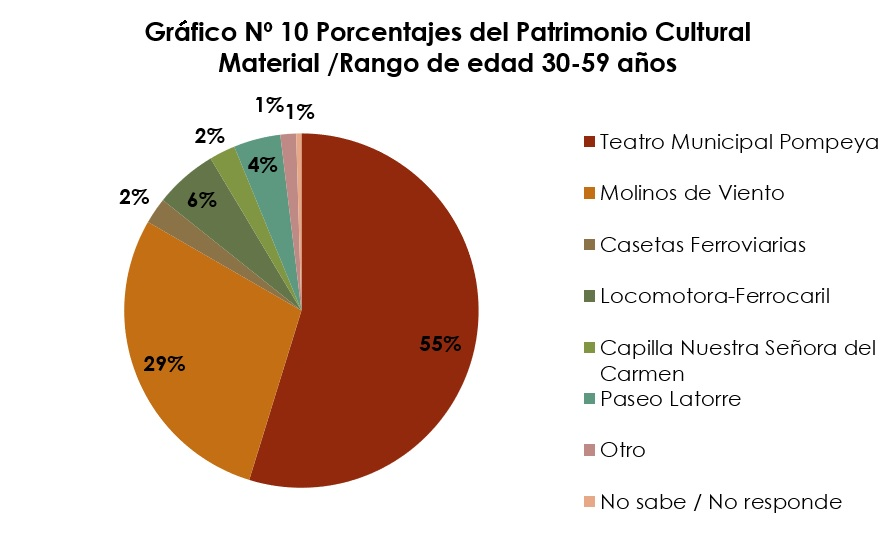 Gráfico Nº 10 Porcentajes del Patrimonio Cultural
Material /Rango de edad 30-59 años
1%
1%
2%
4%
2%
6%
29%
55%
Teatro Municipal Pompeya
Molinos de Viento
Casetas Ferroviarias
Locomotora-Ferrocaril
Capilla Nuestra Señora del
Carmen
Paseo Latorre
Otro
No sabe / No responde